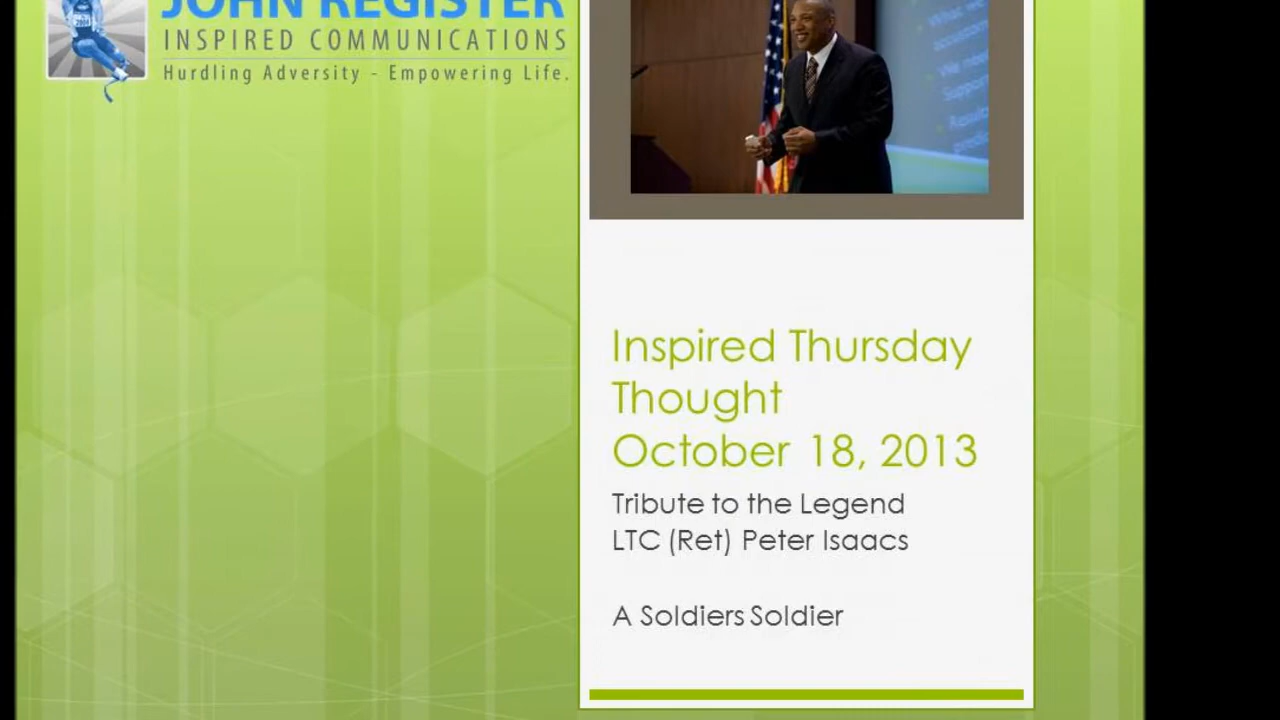 JOHN REGISTER
INSPIRED COMMUNICATIONS
Hurdling Adversity - Empowering Life.
Inspired Thursday
Thought
October 18, 2013
Tribute to the Legend
LTC (Ret) Peter Isaacs
A Soldiers Soldier